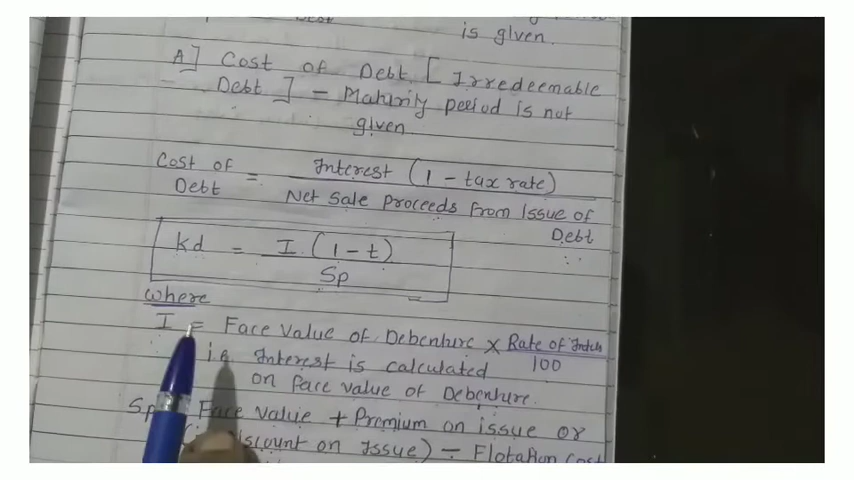 is given.
A] Cost of Debt [ Irredeemable
Debt ] - Maturity period is not
given
Cost of Debt = Interest (1 - tax rate)
Net Sale Proceeds From Issue of
Debt
Kd = I (1 - t)
Sp
where
I = Face Value of Debenture × Rate of
100
i.e Interest is calculated
on face value of Debenture.
Sp Face value + Premium on issue or
Discount on Issue) - Flotation cost